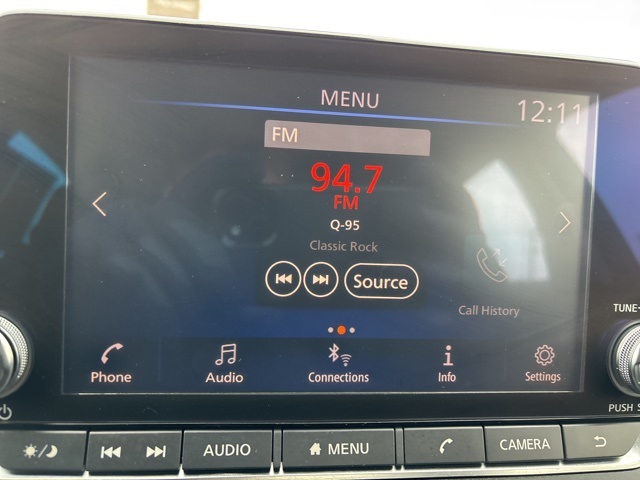 MENU
12:11
FM
94.7
FM
Q-95
Classic Rock
Source
Call History
Phone
Audio
Connections
Info
Settings
TUNE
PUSH
AUDIO
MENU
CAMERA